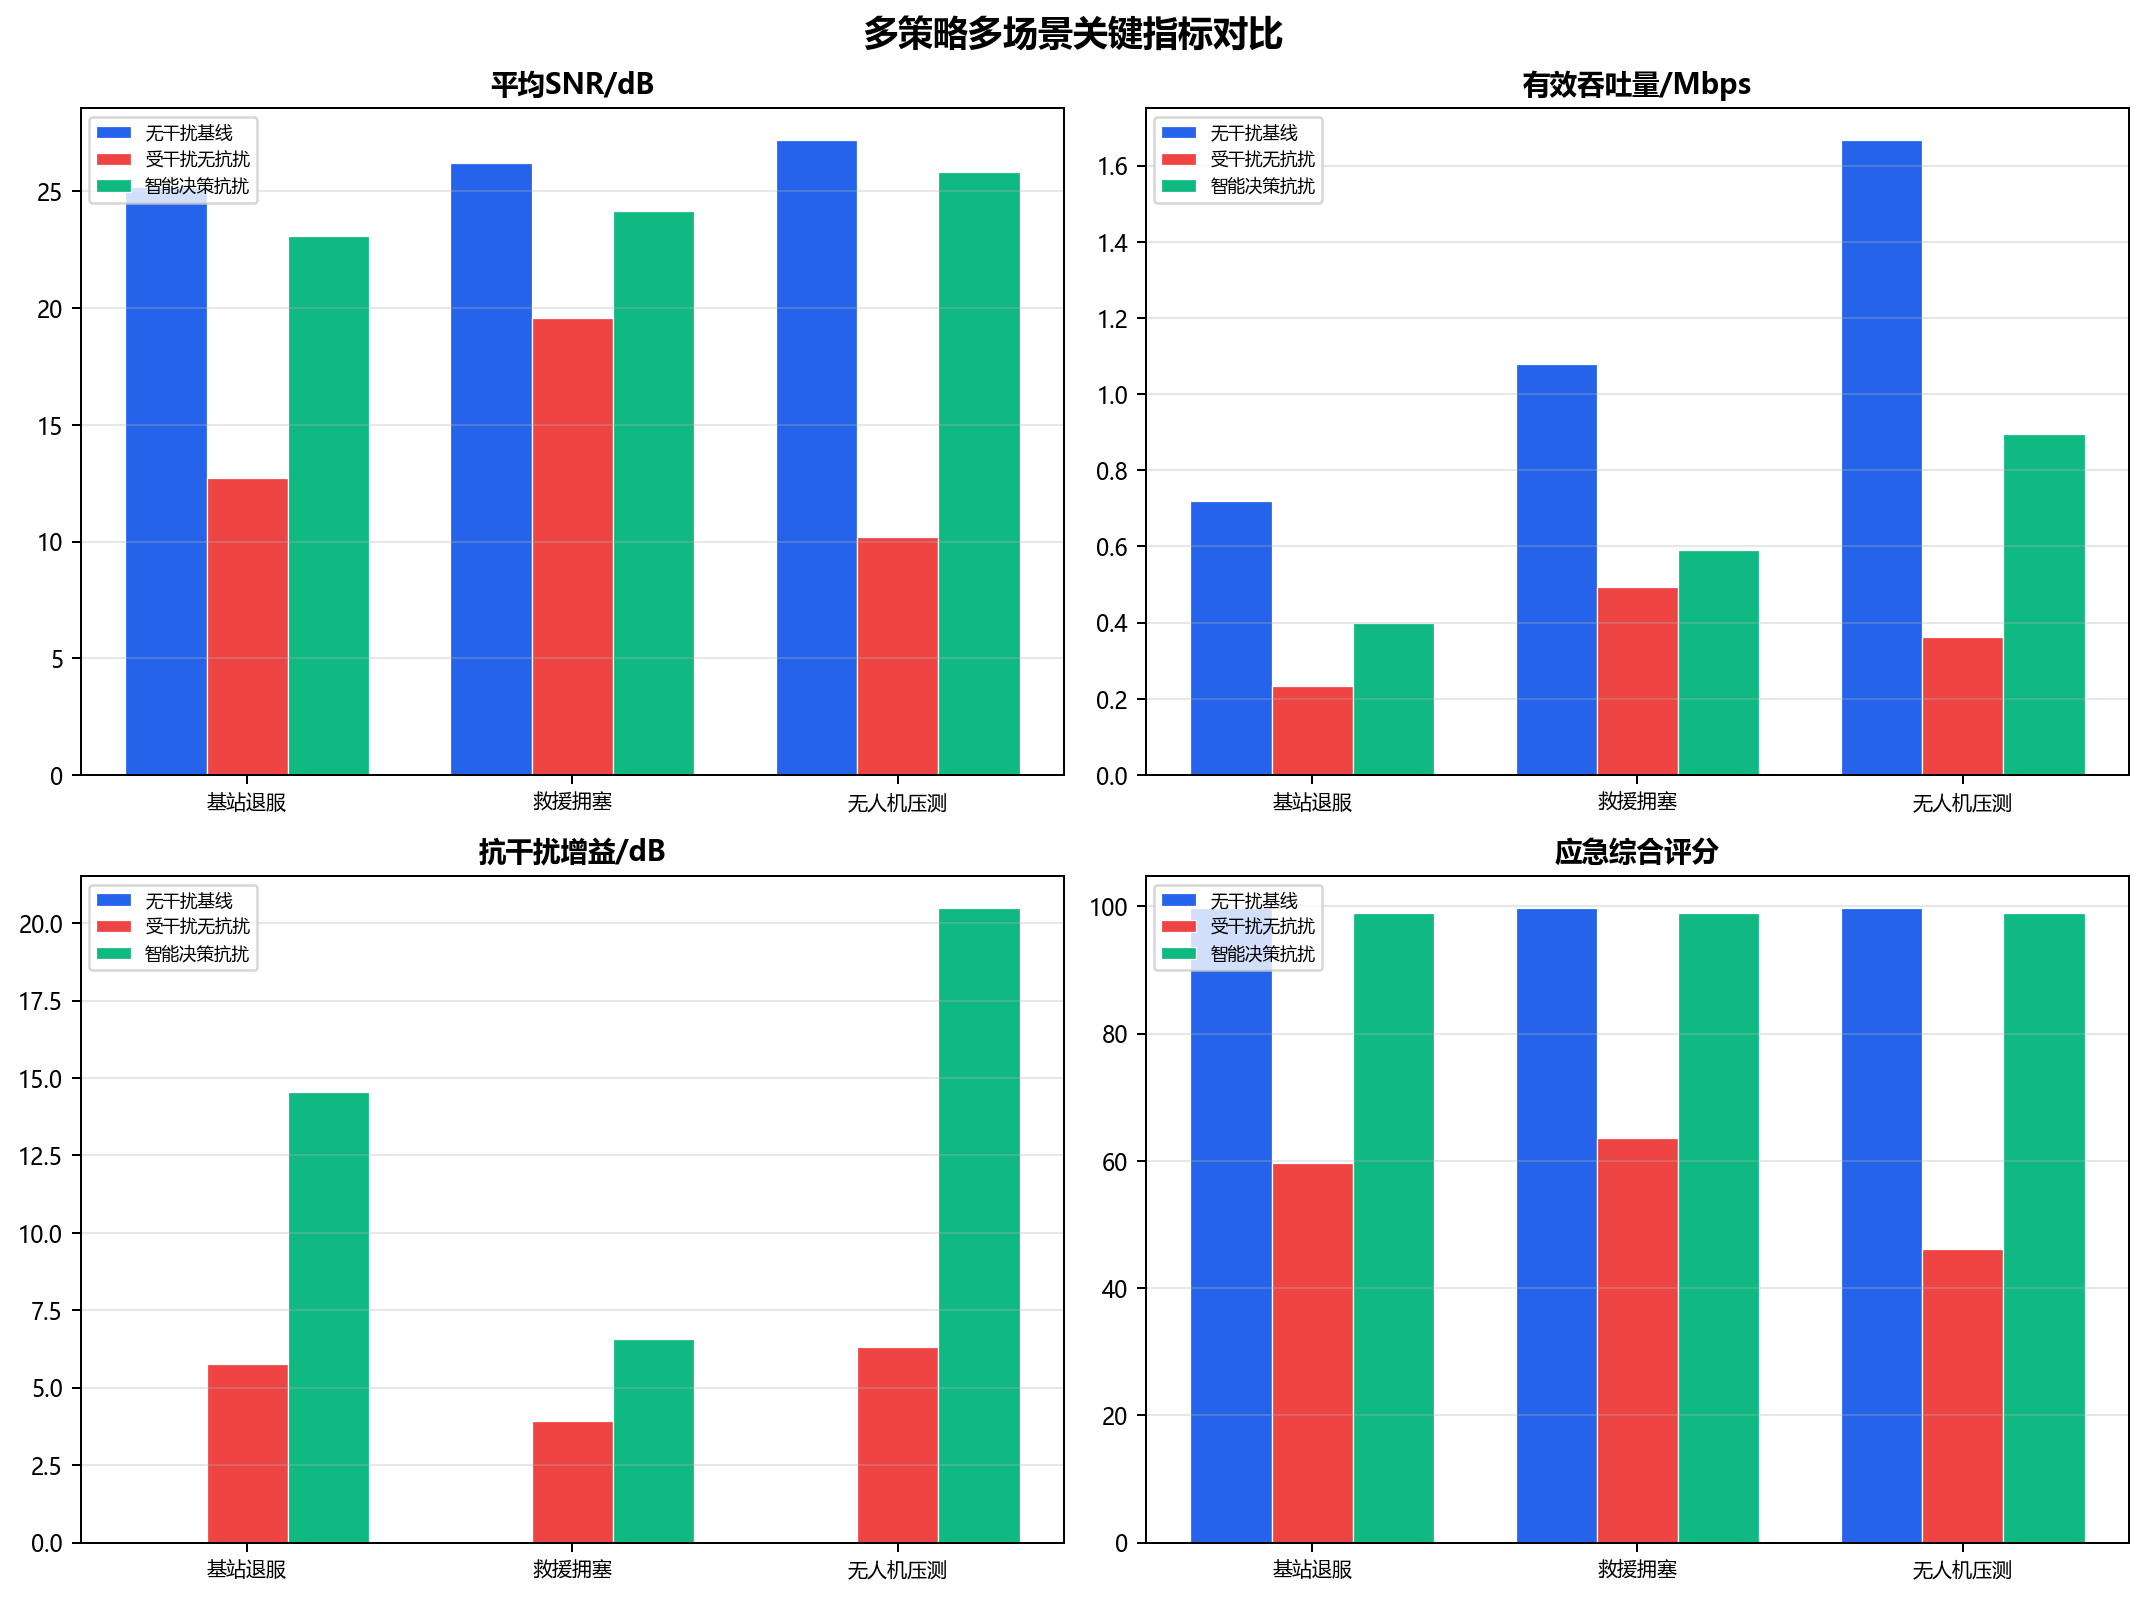 多策略多场景关键指标对比
平均SNR/dB
无干扰基线
受干扰无抗扰
智能决策抗扰
25
20
15
10
5
0
基站退服
救援拥塞
无人机压测
有效吞吐量/Mbps
无干扰基线
受干扰无抗扰
智能决策抗扰
1.6
1.4
1.2
1.0
0.8
0.6
0.4
0.2
0.0
基站退服
救援拥塞
无人机压测
抗干扰增益/dB
无干扰基线
受干扰无抗扰
智能决策抗扰
20.0
17.5
15.0
12.5
10.0
7.5
5.0
2.5
0.0
基站退服
救援拥塞
无人机压测
应急综合评分
无干扰基线
受干扰无抗扰
智能决策抗扰
100
80
60
40
20
0
基站退服
救援拥塞
无人机压测